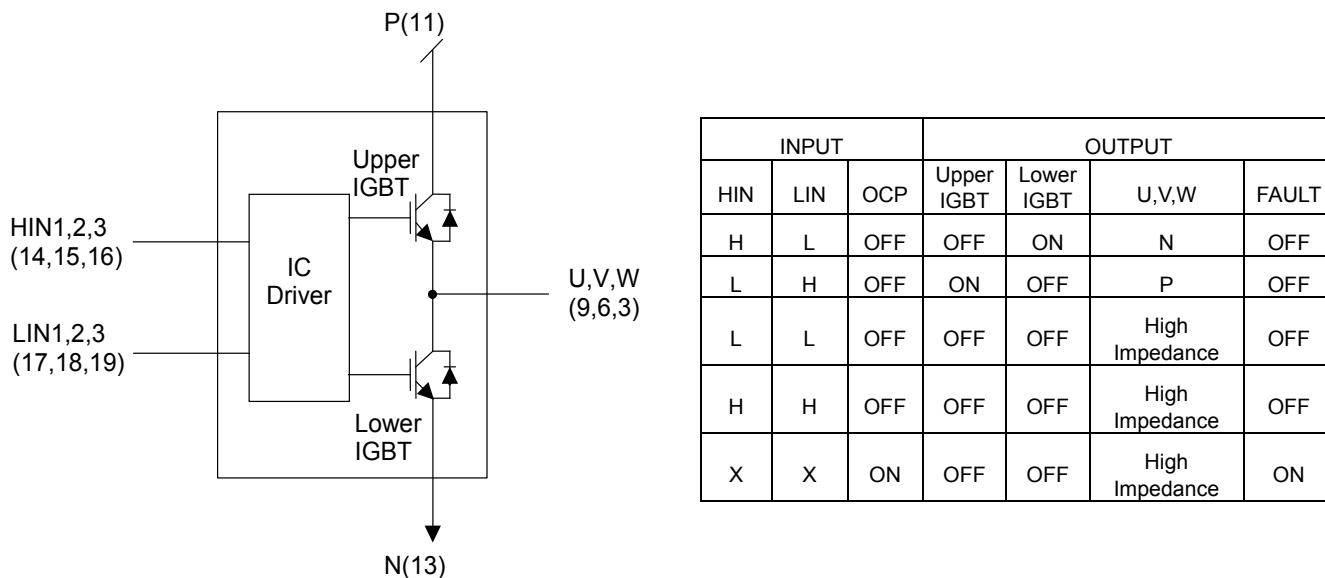 P(11)
Upper
IGBT
HIN1,2,3
(14,15,16)
IC
Driver
U,V,W
(9,6,3)
LIN1,2,3
(17,18,19)
Lower
IGBT
N(13)
INPUT OUTPUT
HIN LIN OCP Upper IGBT Lower IGBT U,V,W FAULT
H L OFF OFF ON N OFF
L H OFF ON OFF P OFF
L L OFF OFF OFF High Impedance OFF
H H OFF OFF OFF High Impedance OFF
X X ON OFF OFF High Impedance ON